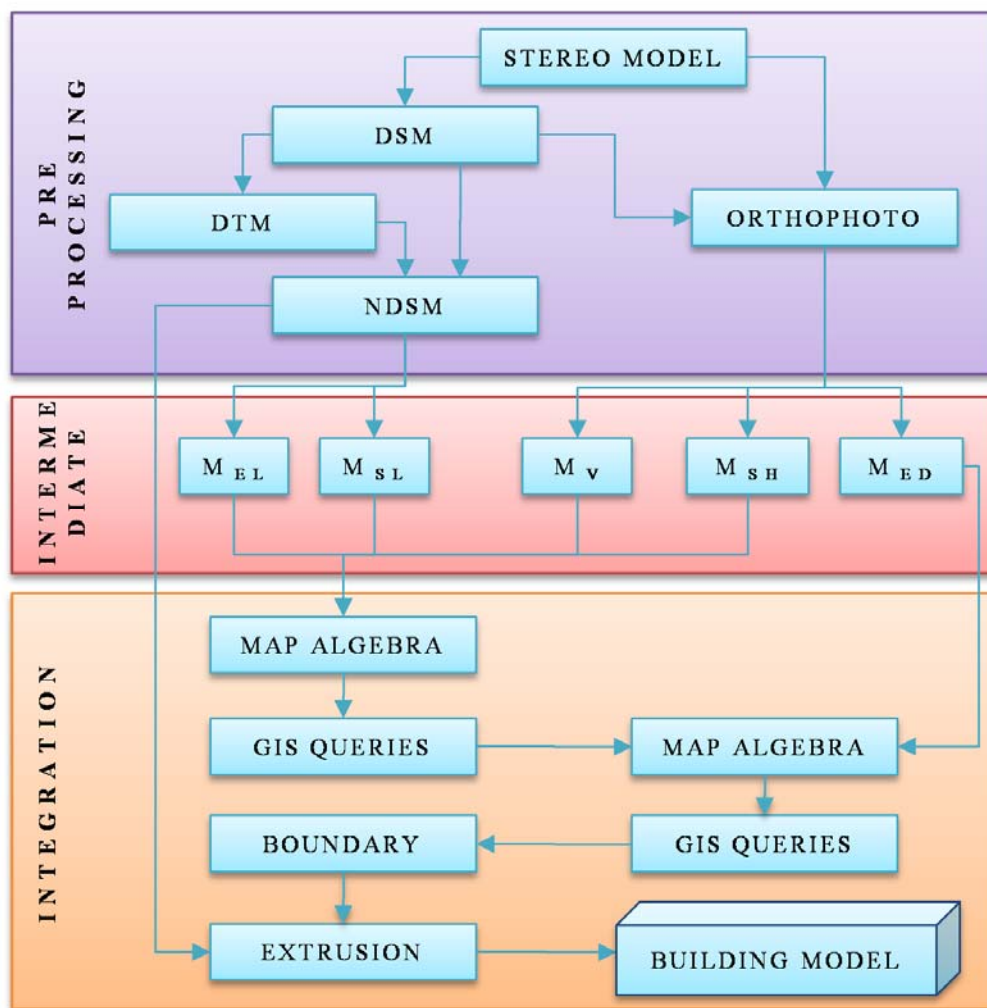 PRE
PROCESSING
STEREO MODEL
DSM
DTM
ORTHOPHOTO
NDSM
INTERME
DIATE
M EL
M SL
M V
M SH
M ED
INTEGRATION
MAP ALGEBRA
GIS QUERIES
MAP ALGEBRA
BOUNDARY
GIS QUERIES
EXTRUSION
BUILDING MODEL